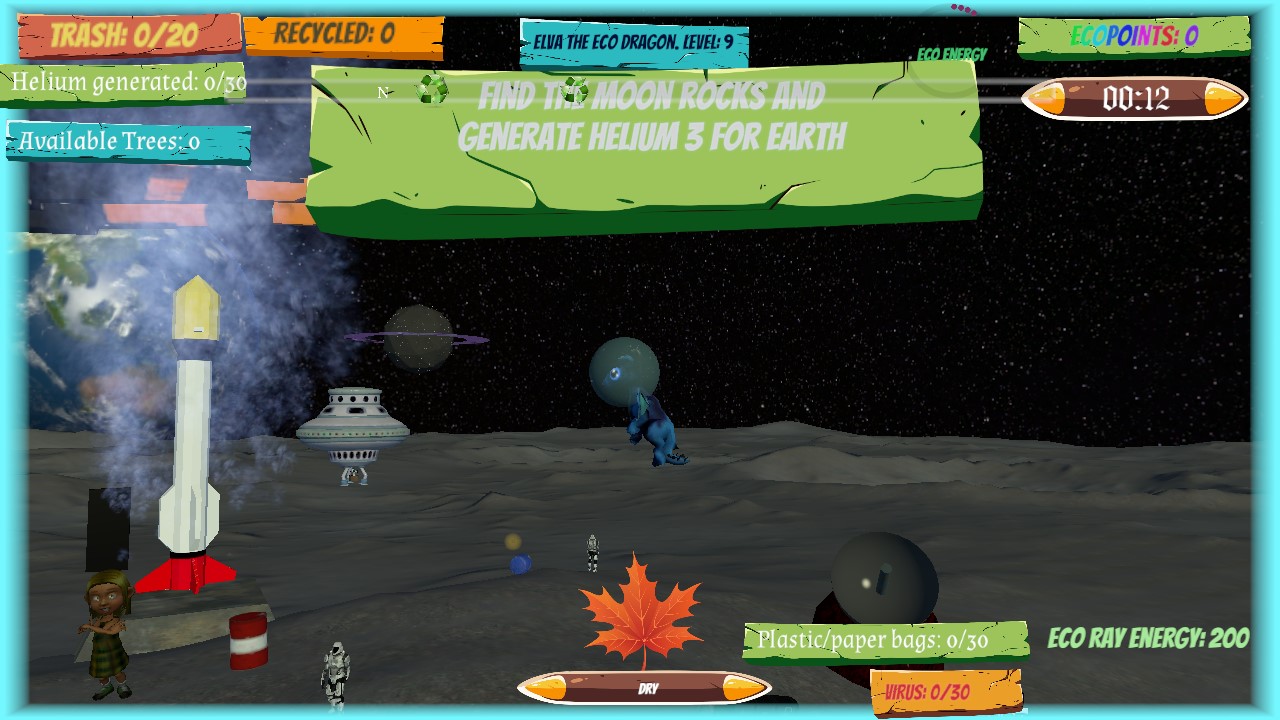 TRASH: 0/20
RECYCLED: 0
ELVA THE ECO DRAGON. LEVEL: 9
ECO ENERGY
ECOPOINTS: 0
Helium generated: 0/30
N
FIND THE MOON ROCKS AND
GENERATE HELIUM 3 FOR EARTH
00:12
Available Trees: 0
Plastic/paper bags: 0/30
ECO RAY ENERGY: 200
DRY
VIRUS: 0/30